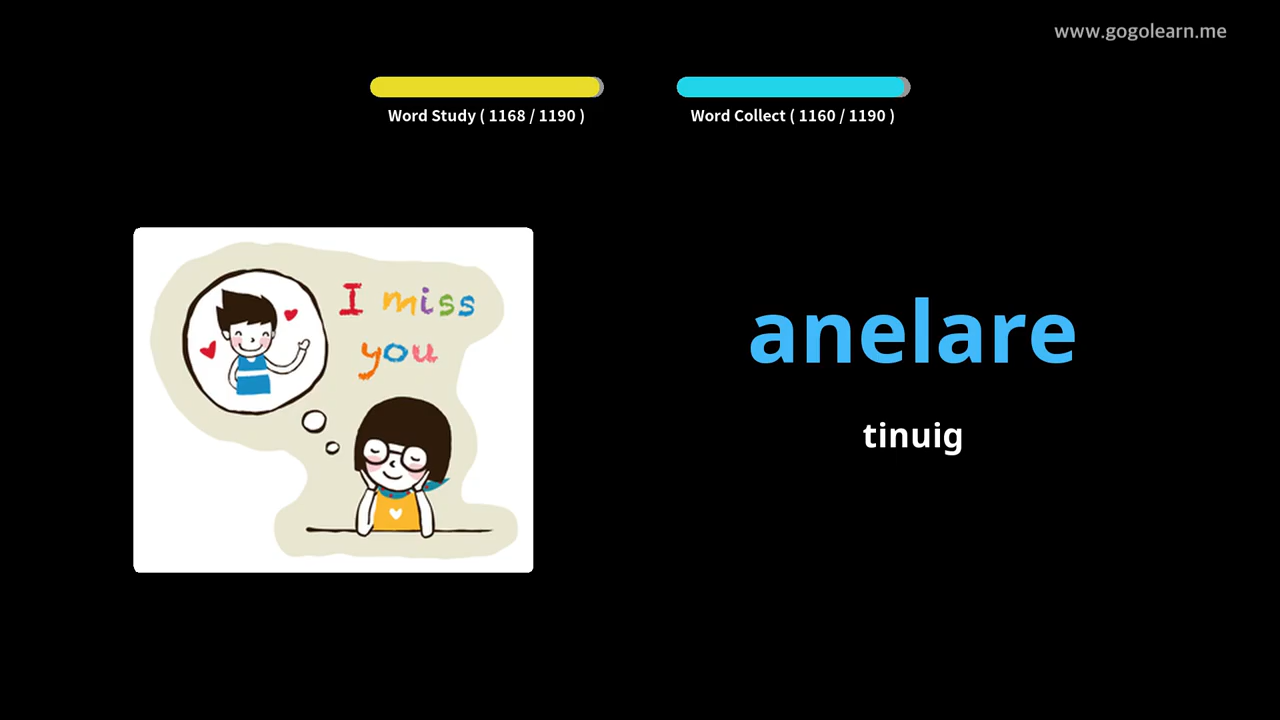 www.gogolearn.me
Word Study ( 1168 / 1190 )
Word Collect ( 1160 / 1190 )
I miss
you
anelare
tinuig